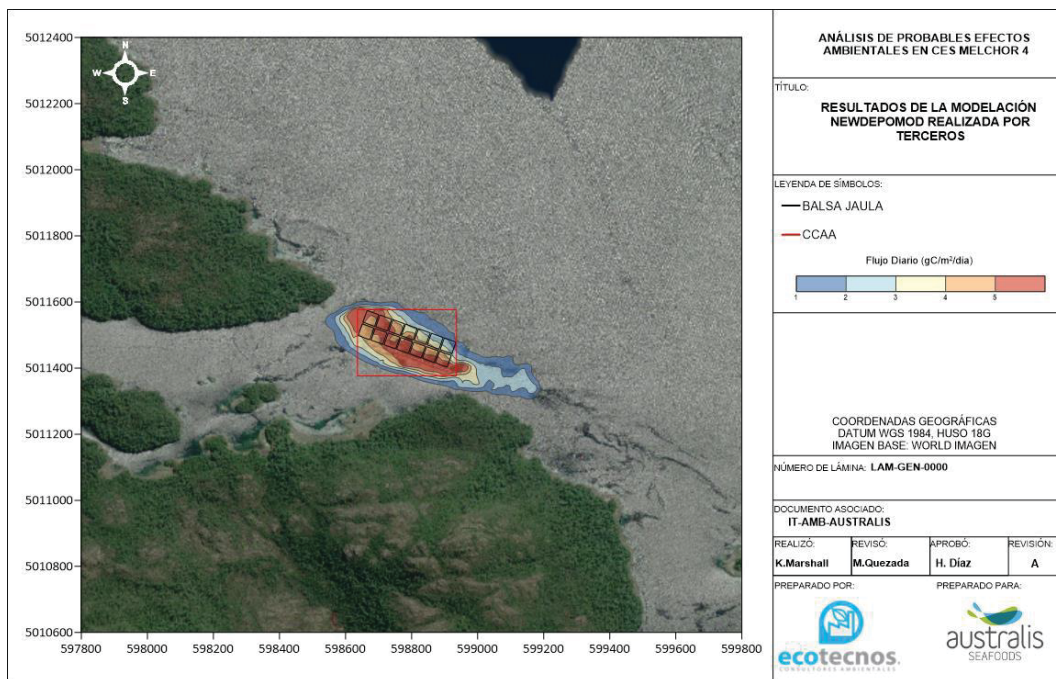 5012400
5012200
5012000
5011800
5011600
5011400
5011200
5011000
5010800
5010600
597800 598000 598200 598400 598600 598800 599000 599200 599400 599600 599800
N
W E
S
ANÁLISIS DE PROBABLES EFECTOS
AMBIENTALES EN CES MELCHOR 4
TÍTULO:
RESULTADOS DE LA MODELACIÓN
NEWDEPOMOD REALIZADA POR
TERCEROS
LEYENDA DE SÍMBOLOS:
BALSA JAULA
CCAA
Flujo Diario (gC/m²/dia)
1 2 3 4 5
COORDENADAS GEOGRÁFICAS
DATUM WGS 1984, HUSO 18G
IMAGEN BASE: WORLD IMAGEN
NÚMERO DE LÁMINA: LAM-GEN-0000
DOCUMENTO ASOCIADO:
IT-AMB-AUSTRALIS
REALIZÓ: REVISÓ: APROBÓ: REVISIÓN:
K.Marshall M.Quezada H. Díaz A
PREPARADO POR: PREPARADO PARA:
ecotecnos.
CONSULTORES AMBIENTALES
australis
SEAFOODS